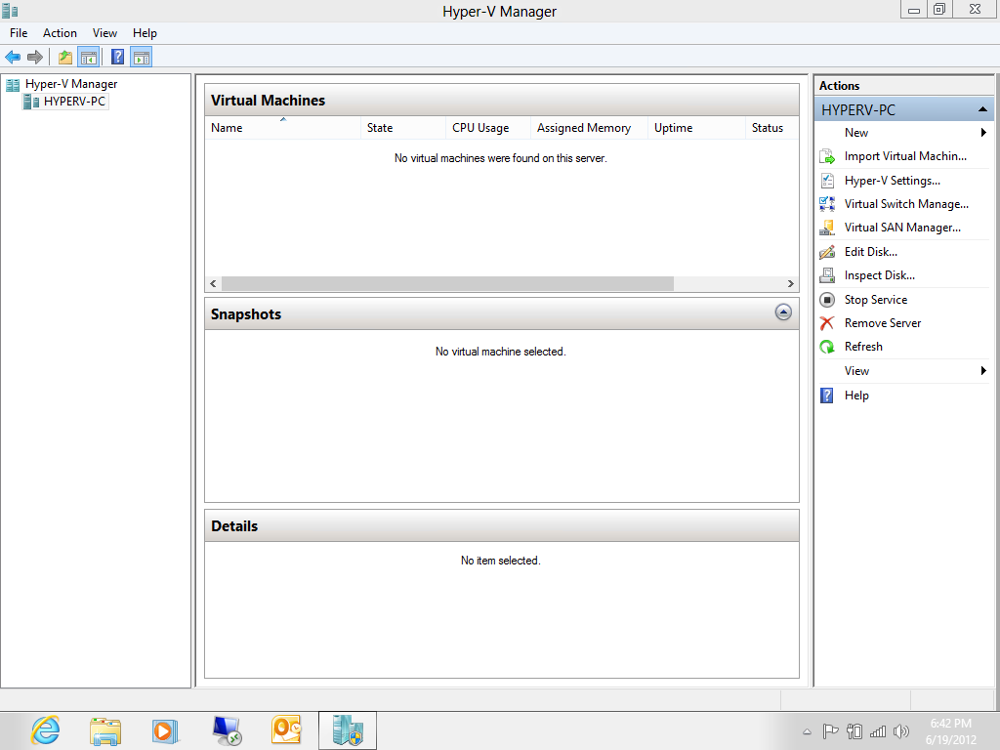 Hyper-V Manager
File Action View Help
Hyper-V Manager
HYPERV-PC
Virtual Machines
Name State CPU Usage Assigned Memory Uptime Status
No virtual machines were found on this server.
Snapshots
No virtual machine selected.
Details
No item selected.
Actions
HYPERV-PC
New
Import Virtual Machin...
Hyper-V Settings...
Virtual Switch Manage...
Virtual SAN Manager...
Edit Disk...
Inspect Disk...
Stop Service
Remove Server
Refresh
View
Help
6:42 PM
6/19/2012